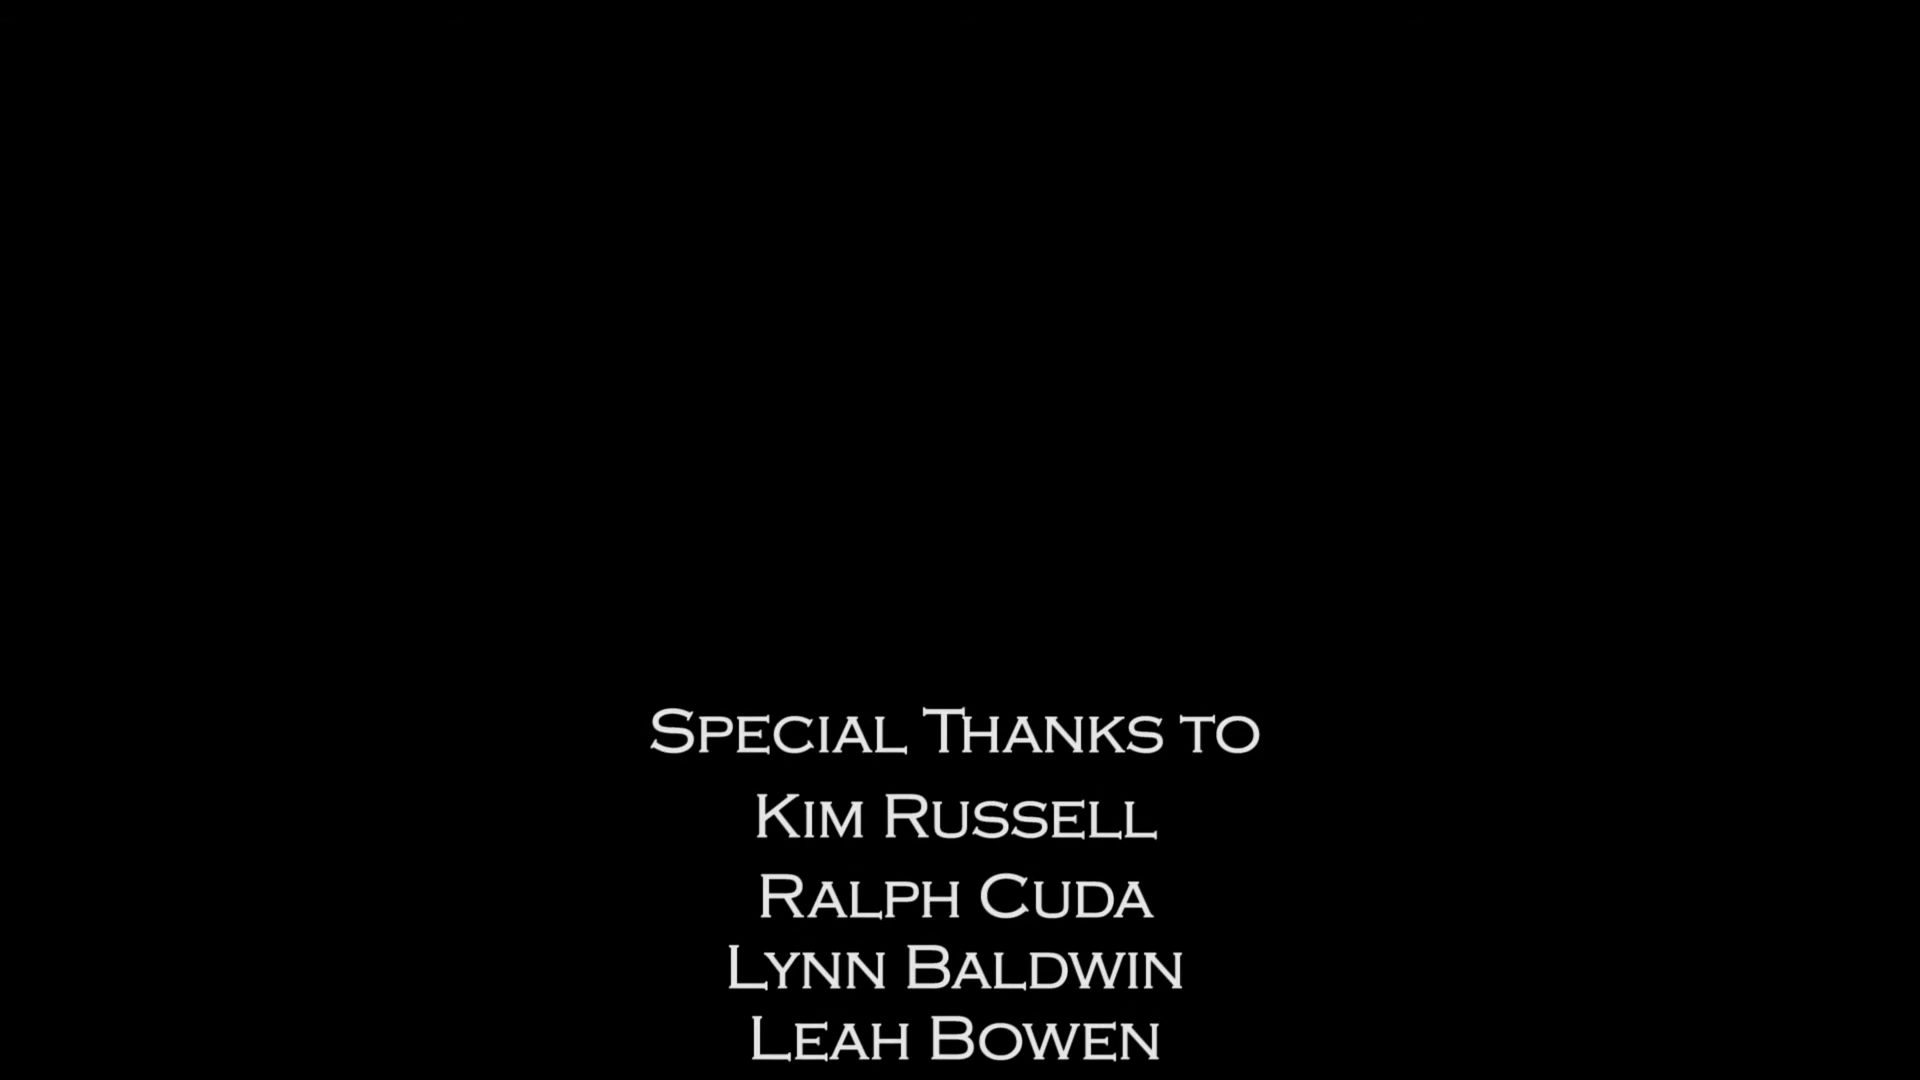 Special Thanks to
Kim Russell
Ralph Cuda
Lynn Baldwin
Leah Bowen